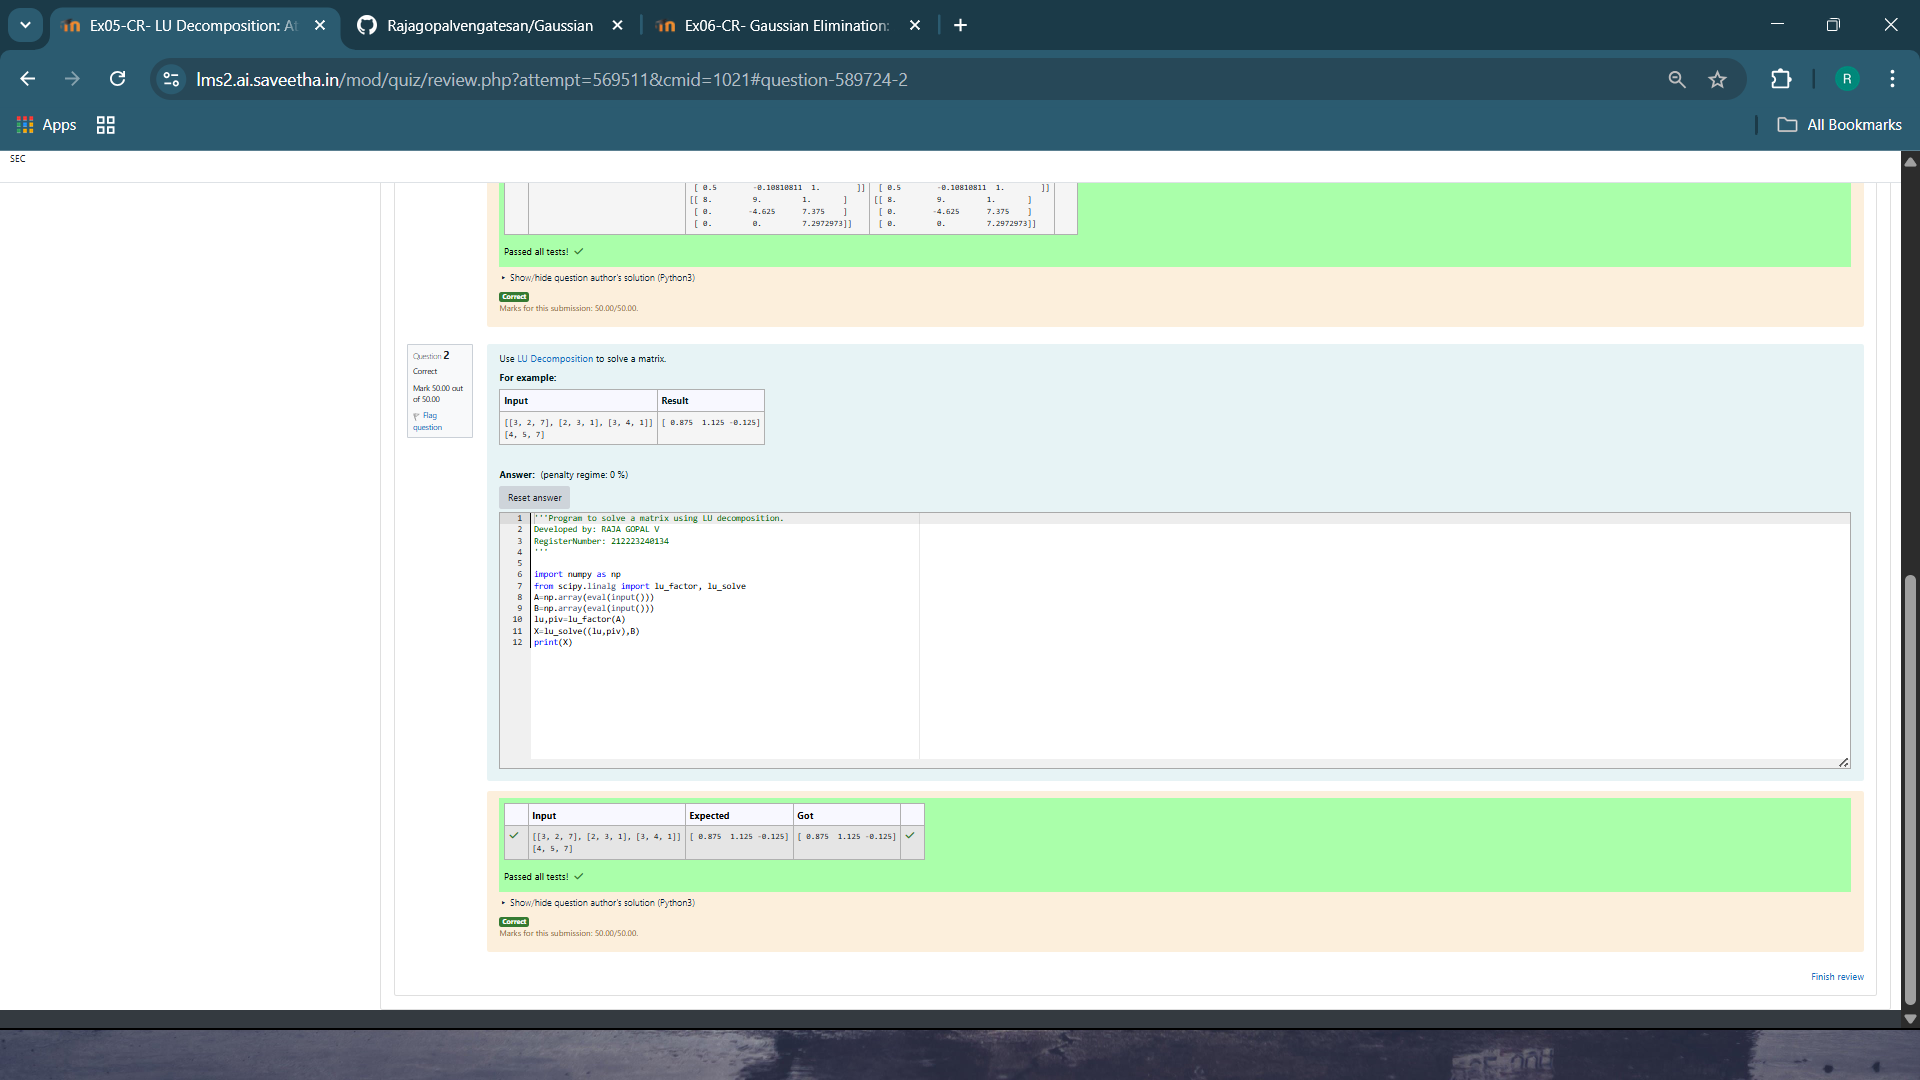 Ex05-CR- LU Decomposition: At
Rajagopalvengatesan/Gaussian
Ex06-CR- Gaussian Elimination:
lms2.ai.saveetha.in/mod/quiz/review.php?attempt=569511&cmid=1021#question-589724-2
R
Apps
All Bookmarks
SEC
[ 0.5 -0.10810811 1. ]] [ 0.5 -0.10810811 1. ]]
[[ 8. 9. 1. ] [[ 8. 9. 1. ]
[ 0. -4.625 7.375 ] [ 0. -4.625 7.375 ]
[ 0. 0. 7.2972973]] [ 0. 0. 7.2972973]]
Passed all tests!
Show/hide question author's solution (Python3)
Correct
Marks for this submission: 50.00/50.00.
Question 2
Correct
Mark 50.00 out
of 50.00
Flag
question
Use LU Decomposition to solve a matrix.
For example:
Input Result
[[3, 2, 7], [2, 3, 1], [3, 4, 1]] [ 0.875 1.125 -0.125]
[4, 5, 7]
Answer: (penalty regime: 0 %)
Reset answer
1 '''Program to solve a matrix using LU decomposition.
2 Developed by: RAJA GOPAL V
3 RegisterNumber: 212223240134
4 '''
5
6 import numpy as np
7 from scipy.linalg import lu_factor, lu_solve
8 A=np.array(eval(input()))
9 B=np.array(eval(input()))
10 lu,piv=lu_factor(A)
11 X=lu_solve((lu,piv),B)
12 print(X)
Input Expected Got
[[3, 2, 7], [2, 3, 1], [3, 4, 1]] [ 0.875 1.125 -0.125] [ 0.875 1.125 -0.125]
[4, 5, 7]
Passed all tests!
Show/hide question author's solution (Python3)
Correct
Marks for this submission: 50.00/50.00.
Finish review